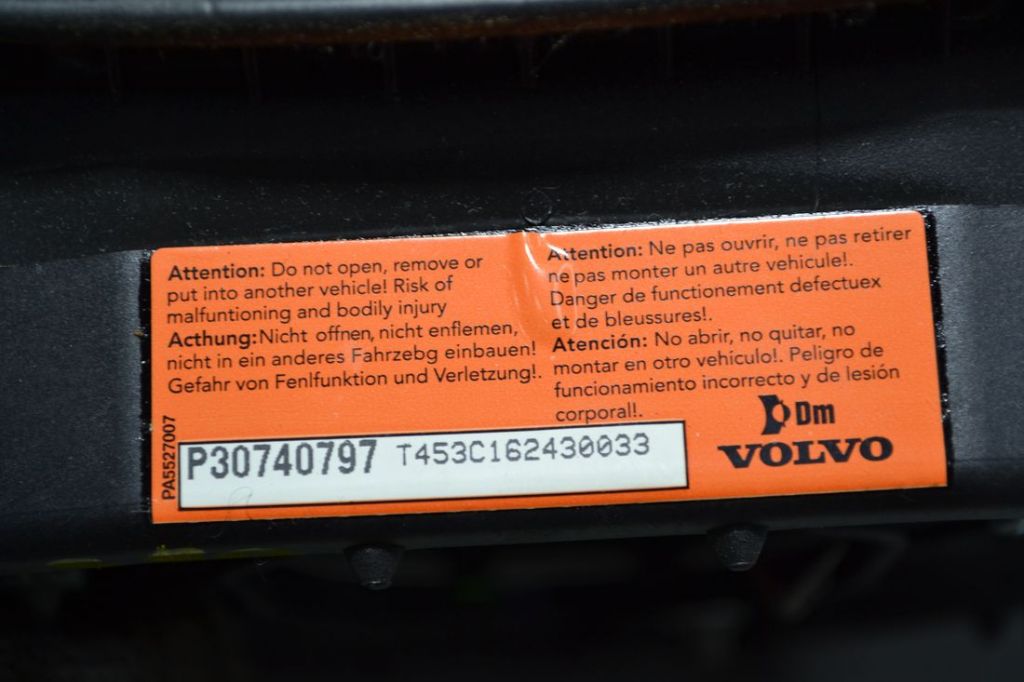 Attention: Do not open, remove or
put into another vehicle! Risk of
malfuntioning and bodily injury
Acthung:Nicht offnen, nicht enflemen,
nicht in ein anderes Fahrzebg einbauen!
Gefahr von Fenlfunktion und Verletzung!.
Attention: Ne pas ouvrir, ne pas retirer
ne pas monter un autre vehicule!.
Danger de functionement defectuex
et de bleussures!.
Atención: No abrir, no quitar, no
montar en otro vehiculo!. Peligro de
funcionamiento incorrecto y de lesión
corporal!.
PA5527007
P30740797 T453C162430033
Dm
VOLVO